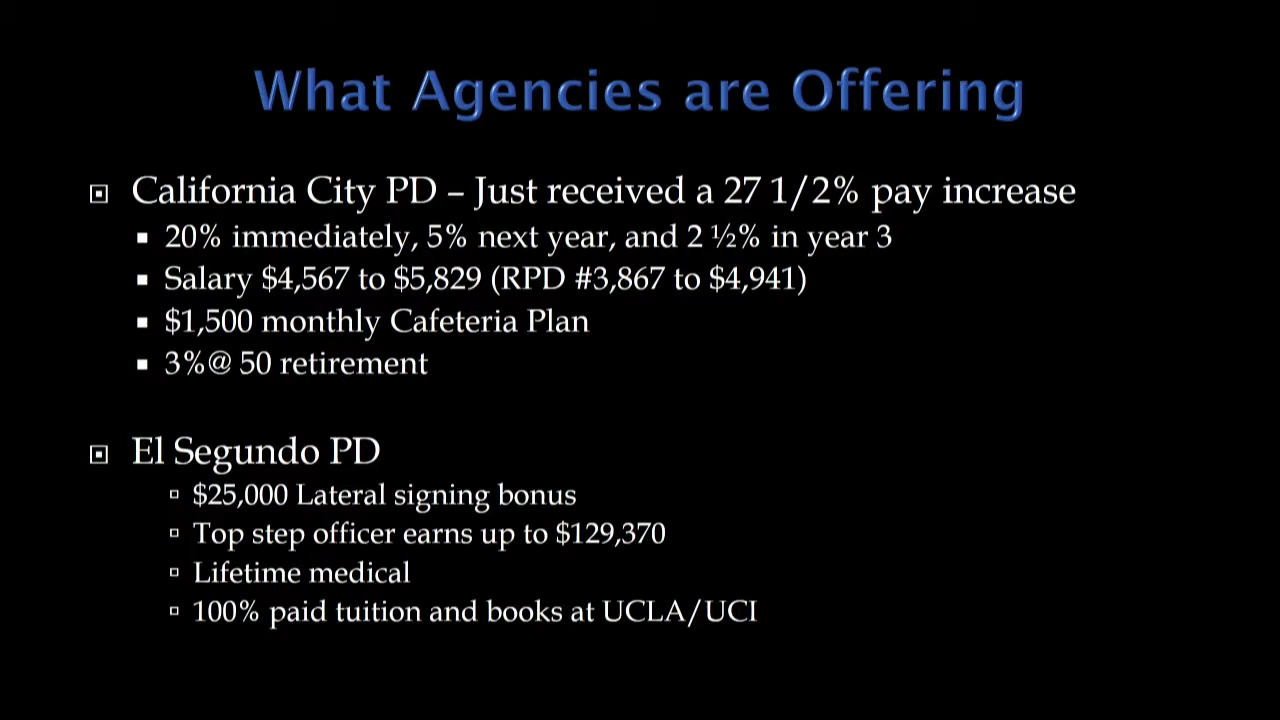 What Agencies are Offering
California City PD – Just received a 27 1/2% pay increase
20% immediately, 5% next year, and 2 ½% in year 3
Salary $4,567 to $5,829 (RPD #3,867 to $4,941)
$1,500 monthly Cafeteria Plan
3%@ 50 retirement
El Segundo PD
$25,000 Lateral signing bonus
Top step officer earns up to $129,370
Lifetime medical
100% paid tuition and books at UCLA/UCI